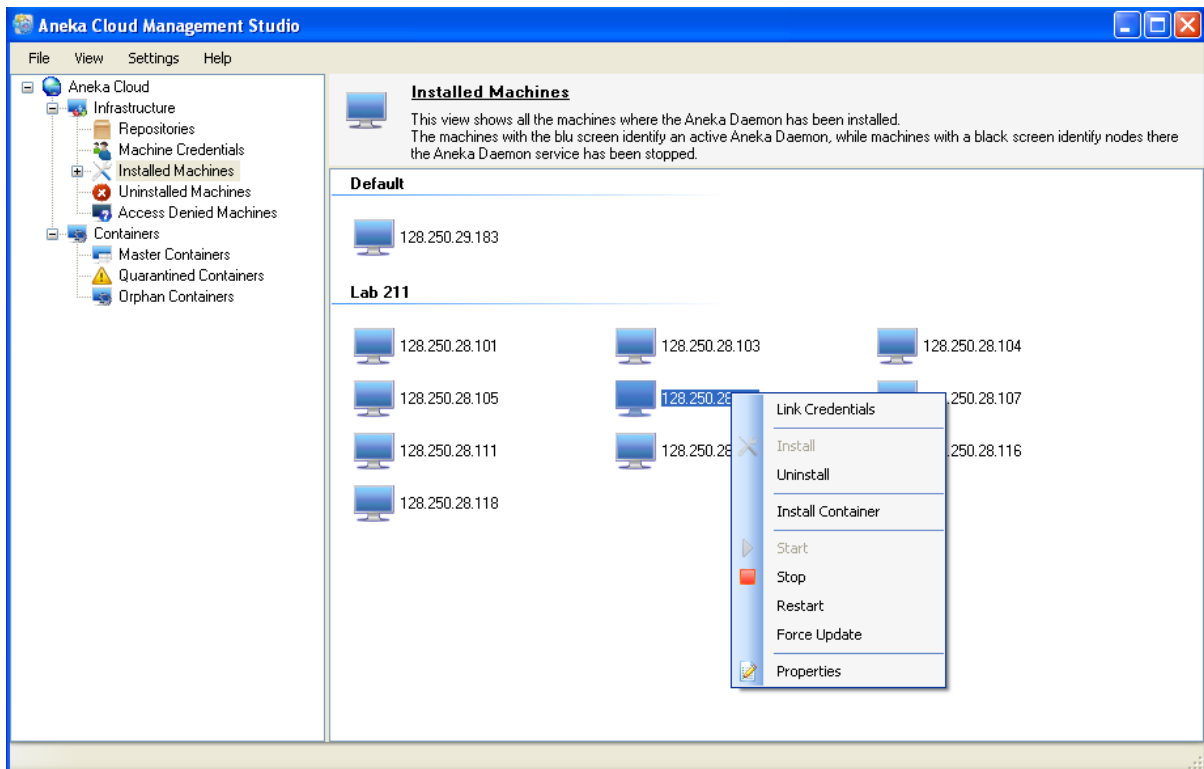 Aneka Cloud Management Studio
File View Settings Help
Aneka Cloud
Infrastructure
Repositories
Machine Credentials
Installed Machines
Uninstalled Machines
Access Denied Machines
Containers
Master Containers
Quarantined Containers
Orphan Containers
Installed Machines
This view shows all the machines where the Aneka Daemon has been installed.
The machines with the blu screen identify an active Aneka Daemon, while machines with a black screen identify nodes there
the Aneka Daemon service has been stopped.
Default
128.250.29.183
Lab 211
128.250.28.101 128.250.28.103 128.250.28.104
128.250.28.105 128.250.28 .250.28.107
128.250.28.111 128.250.28 .250.28.116
128.250.28.118
Link Credentials
Install
Uninstall
Install Container
Start
Stop
Restart
Force Update
Properties